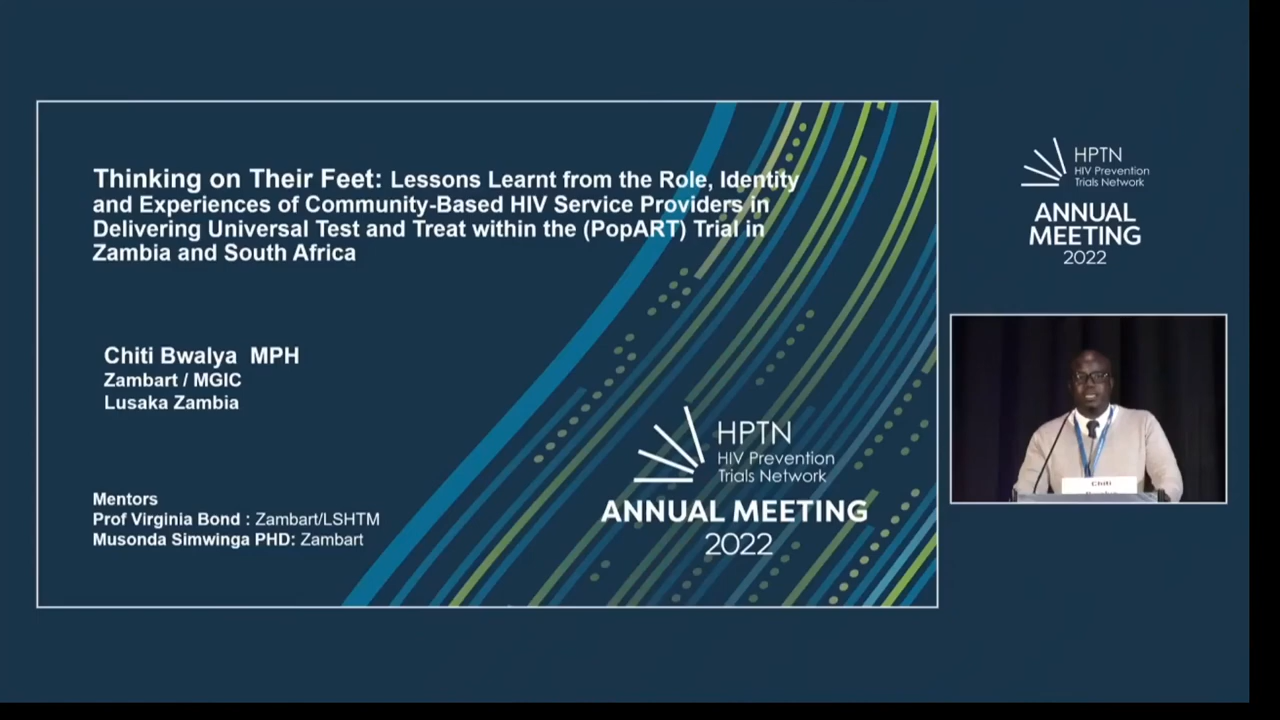 Thinking on Their Feet: Lessons Learnt from the Role, Identity
and Experiences of Community-Based HIV Service Providers in
Delivering Universal Test and Treat within the (PopART) Trial in
Zambia and South Africa
Chiti Bwalya MPH
Zambart / MGIC
Lusaka Zambia
Mentors
Prof Virginia Bond : Zambart/LSHTM
Musonda Simwinga PHD: Zambart
HPTN
HIV Prevention
Trials Network
ANNUAL MEETING
2022
HPTN
HIV Prevention
Trials Network
ANNUAL
MEETING
2022
Chiti